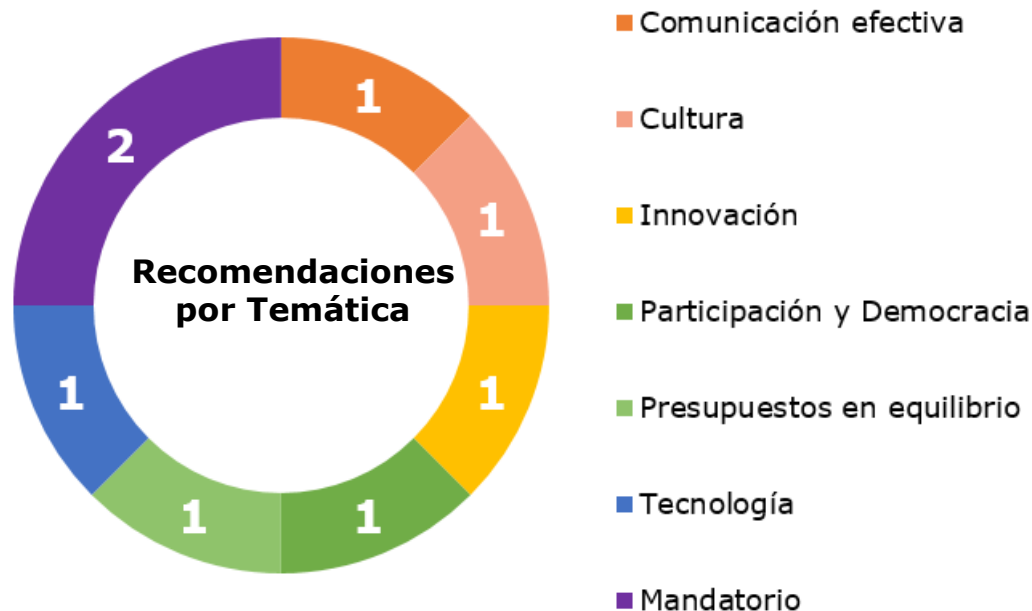 Comunicación efectiva
Cultura
Innovación
Participación y Democracia
Presupuestos en equilibrio
Tecnología
Mandatorio
Recomendaciones
por Temática
1
1
1
1
1
1
2